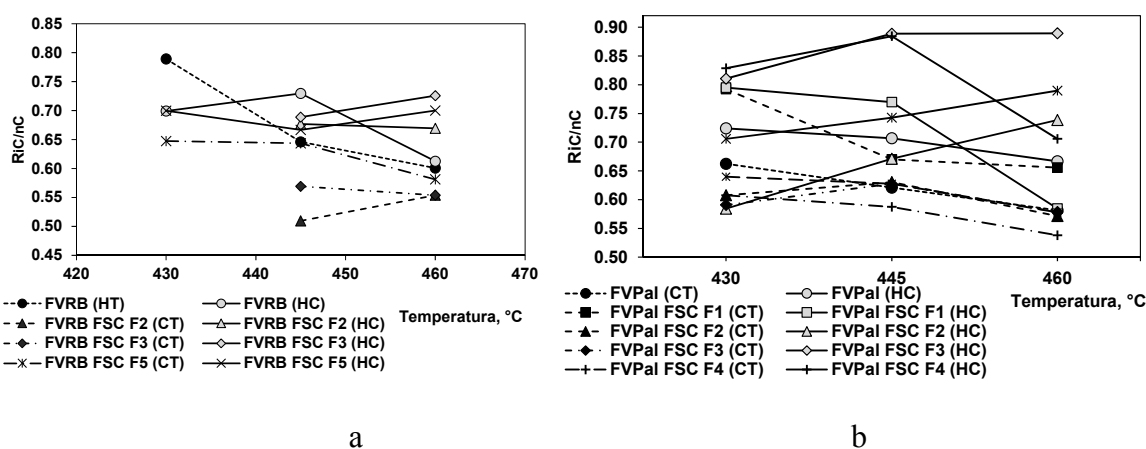 0.85
0.80
0.75
0.70
0.65
0.60
0.55
0.50
0.45
RiC/nC
420 430 440 450 460 470
Temperatura, °C
FVRB (HT) FVRB (HC)
FVRB FSC F2 (CT) FVRB FSC F2 (HC)
FVRB FSC F3 (CT) FVRB FSC F3 (HC)
FVRB FSC F5 (CT) FVRB FSC F5 (HC)
a
0.90
0.85
0.80
0.75
0.70
0.65
0.60
0.55
0.50
RiC/nC
430 445 460
Temperatura, °C
FVPal (CT) FVPal (HC)
FVPal FSC F1 (CT) FVPal FSC F1 (HC)
FVPal FSC F2 (CT) FVPal FSC F2 (HC)
FVPal FSC F3 (CT) FVPal FSC F3 (HC)
FVPal FSC F4 (CT) FVPal FSC F4 (HC)
b